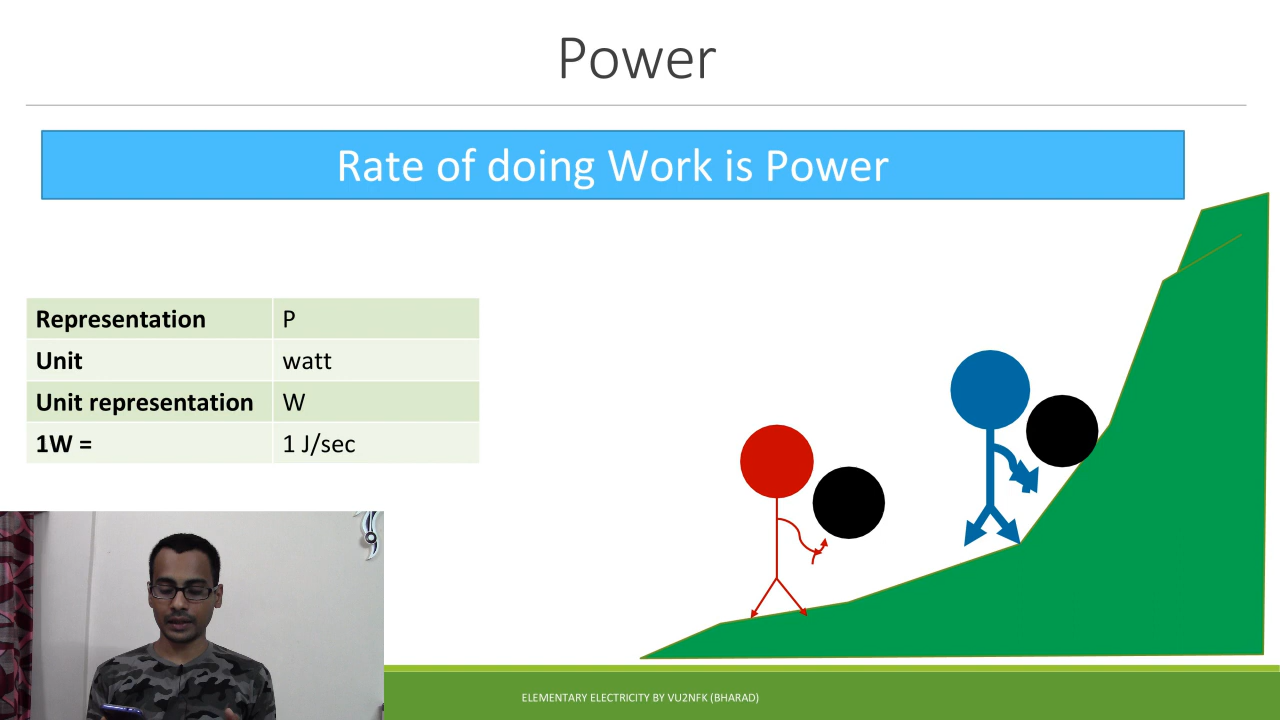 Power
Rate of doing Work is Power
Representation P
Unit watt
Unit representation W
1W = 1 J/sec
ELEMENTARY ELECTRICITY BY VU2NFK (BHARAD)